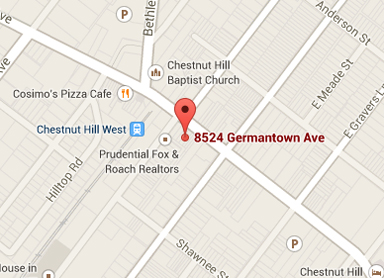 P
Bethle
Anderson St
Ave
Chestnut Hill
Baptist Church
E Meade St
Cosimo's Pizza Cafe
E Gravers L
Chestnut Hill West
8524 Germantown Ave
Prudential Fox &
Roach Realtors
Hilltop Rd
Shawnee S
P
House in
Chestnut Hill